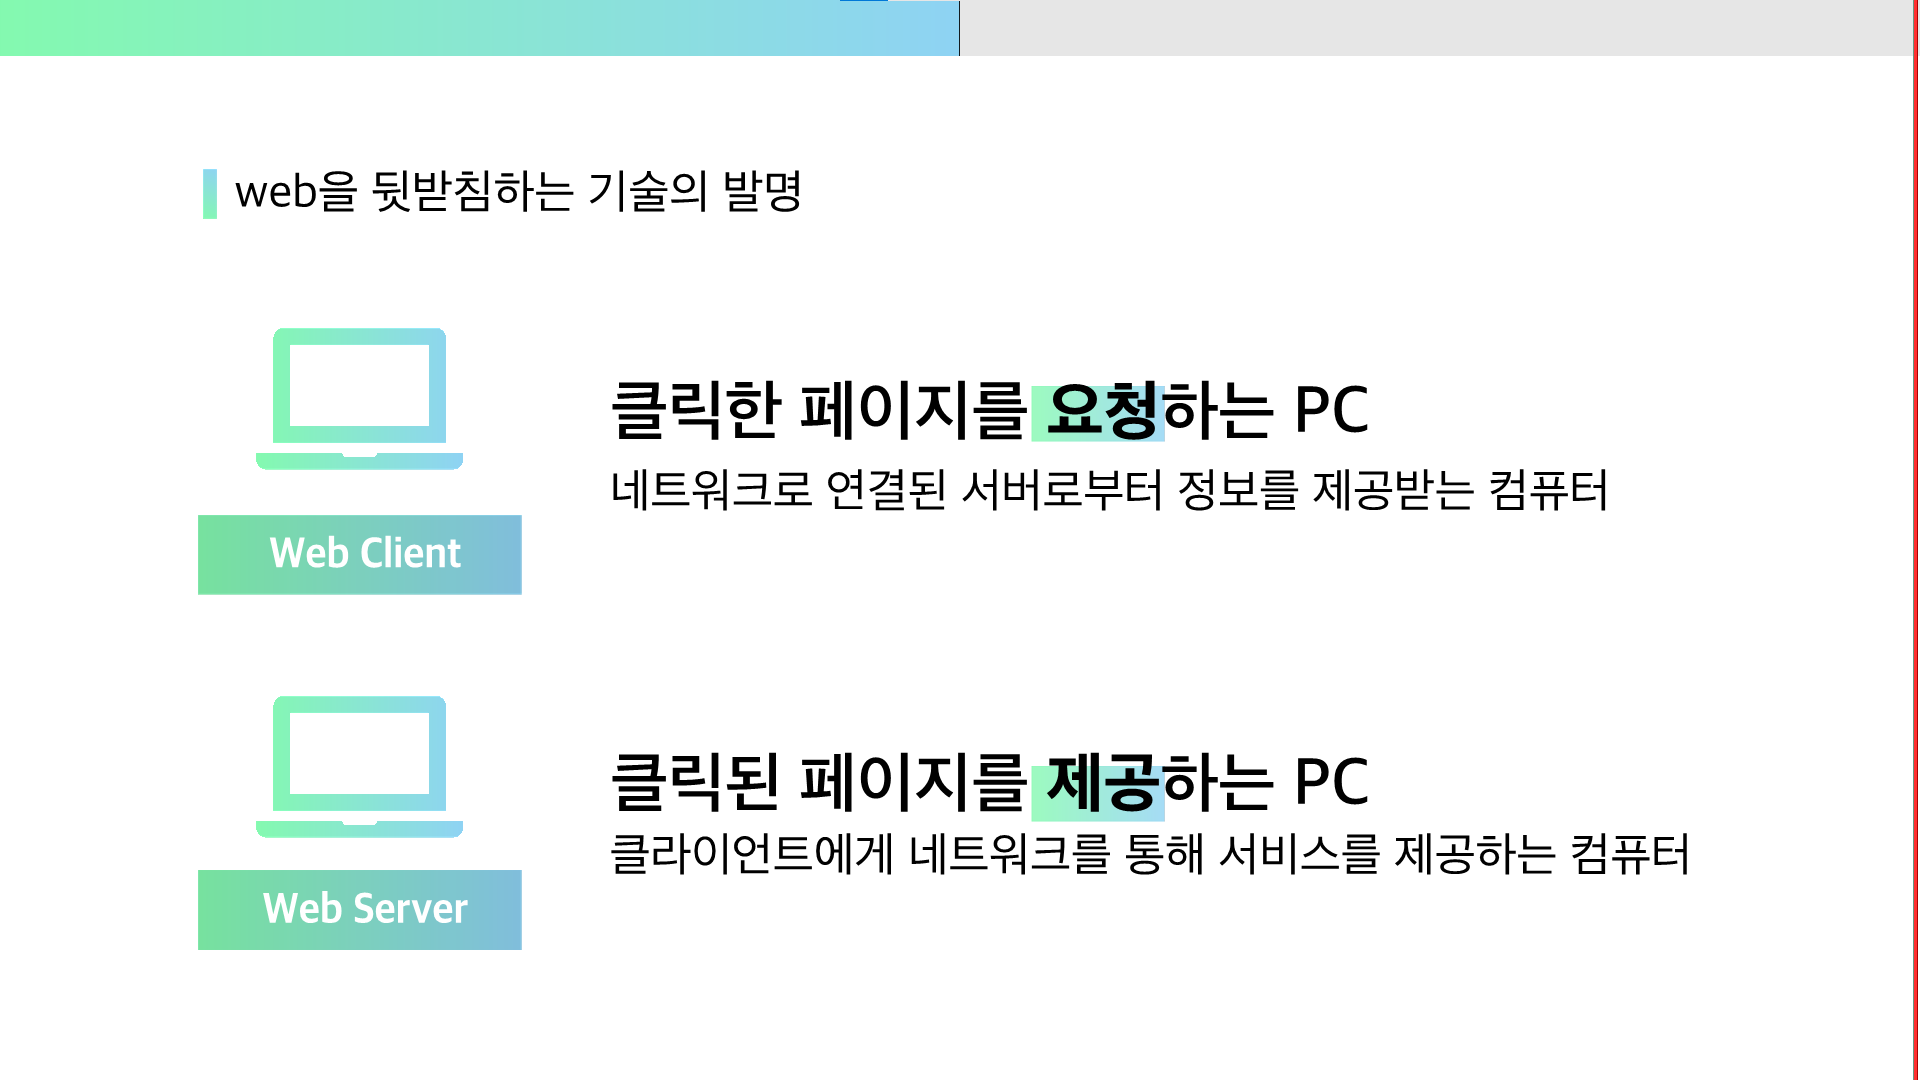 web을 뒷받침하는 기술의 발명
클릭한 페이지를 요청하는 PC
네트워크로 연결된 서버로부터 정보를 제공받는 컴퓨터
Web Client
클릭된 페이지를 제공하는 PC
클라이언트에게 네트워크를 통해 서비스를 제공하는 컴퓨터
Web Server